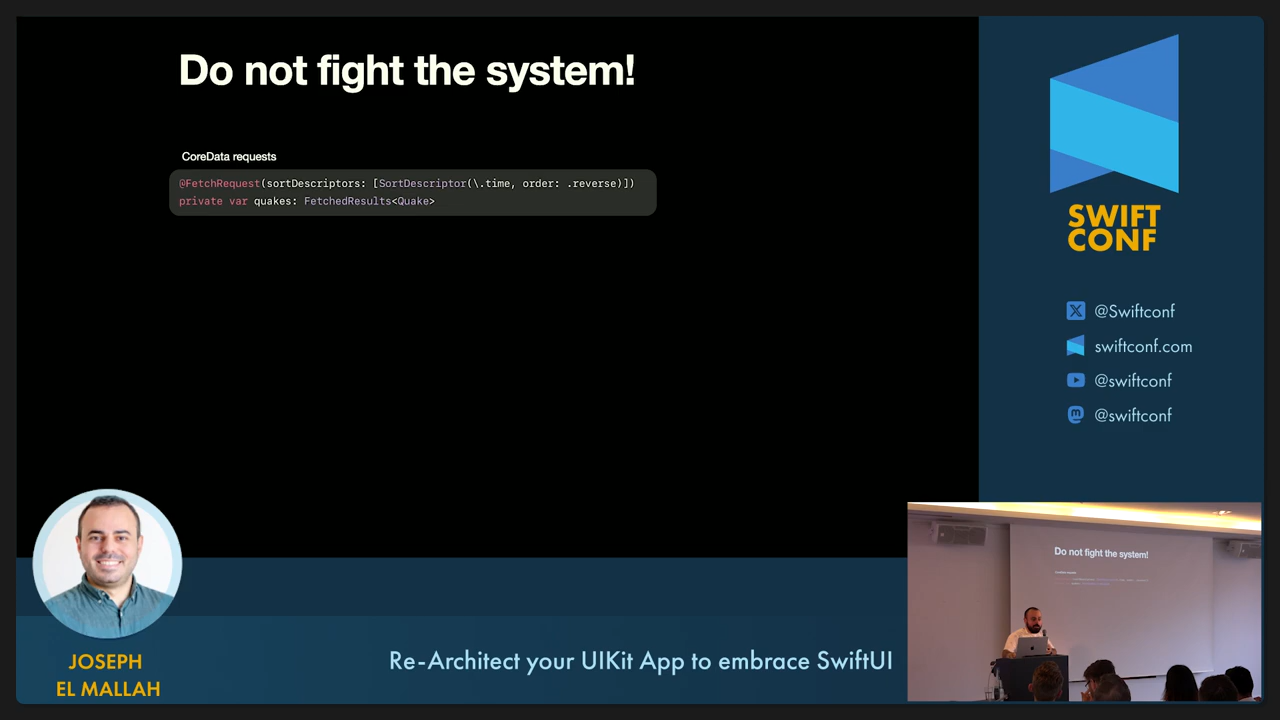 Do not fight the system!
CoreData requests
@FetchRequest(sortDescriptors: [SortDescriptor(\.time, order: .reverse)])
private var quakes: FetchedResults<Quake>
SWIFT
CONF
@Swiftconf
swiftconf.com
@swiftconf
@swiftconf
JOSEPH
EL MALLAH
Re-Architect your UIKit App to embrace SwiftUI
Do not fight the system!